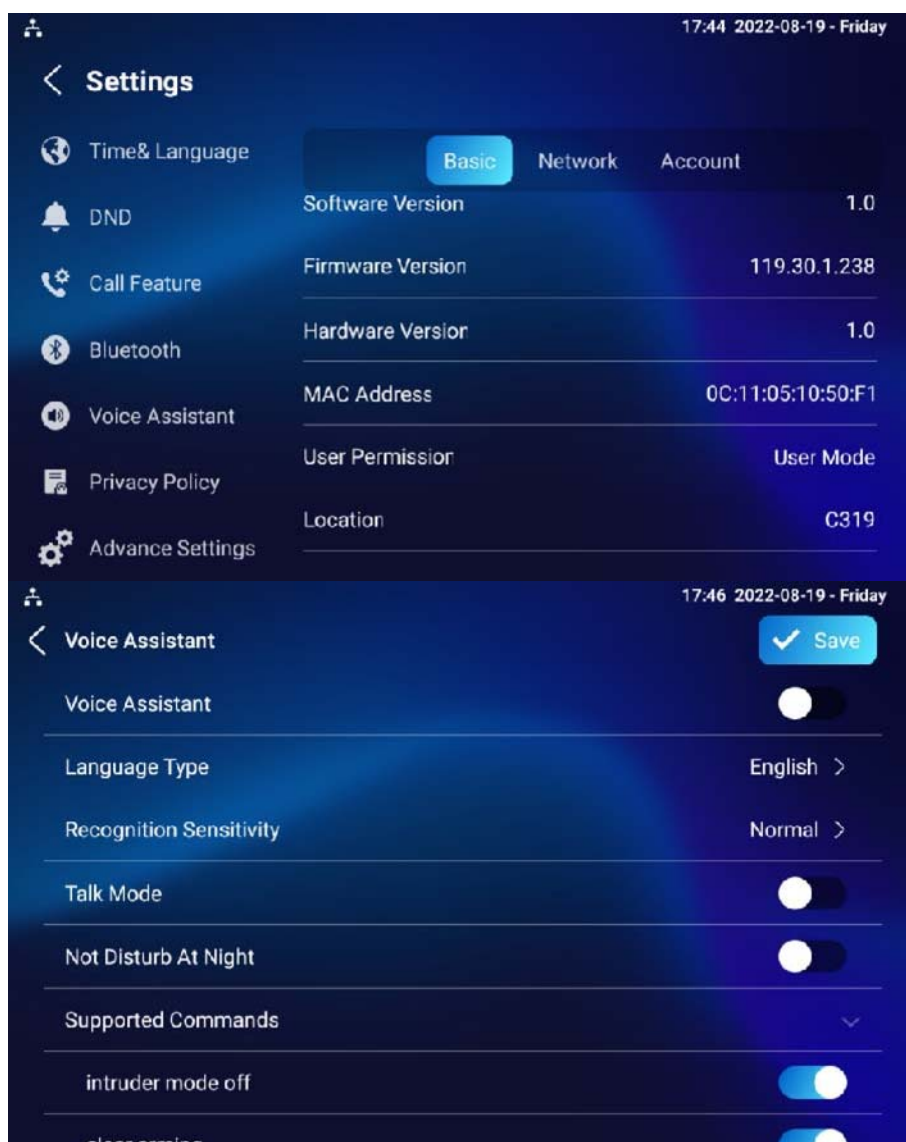 17:44 2022-08-19 - Friday
Settings
Time& Language
DND
Call Feature
Bluetooth
Voice Assistant
Privacy Policy
Advance Settings
Basic Network Account
Software Version 1.0
Firmware Version 119.30.1.238
Hardware Version 1.0
MAC Address 0C:11:05:10:50:F1
User Permission User Mode
Location C319
17:46 2022-08-19 - Friday
Voice Assistant Save
Voice Assistant
Language Type English
Recognition Sensitivity Normal
Talk Mode
Not Disturb At Night
Supported Commands
intruder mode off